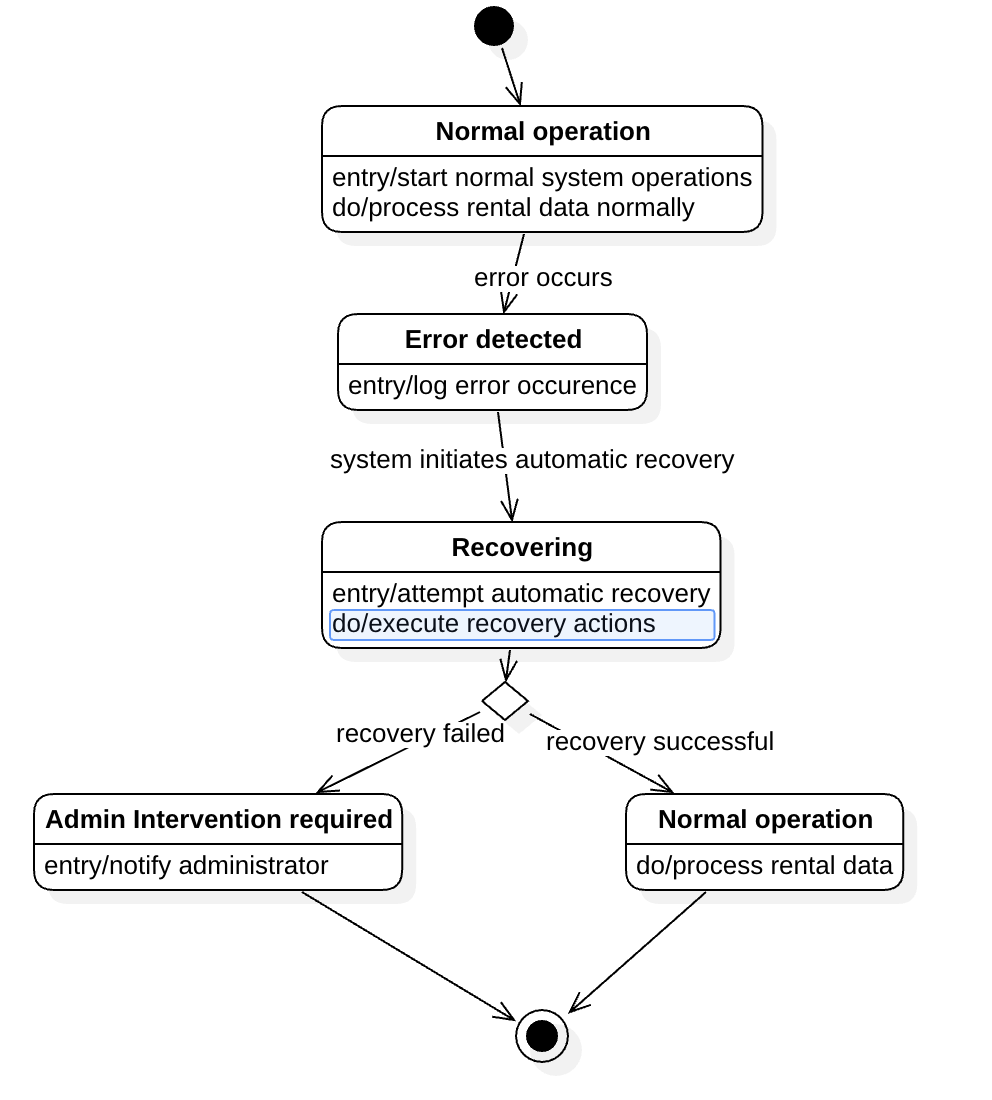 Normal operation
entry/start normal system operations
do/process rental data normally
error occurs
Error detected
entry/log error occurence
system initiates automatic recovery
Recovering
entry/attempt automatic recovery
do/execute recovery actions
recovery failed
recovery successful
Admin Intervention required
entry/notify administrator
Normal operation
do/process rental data